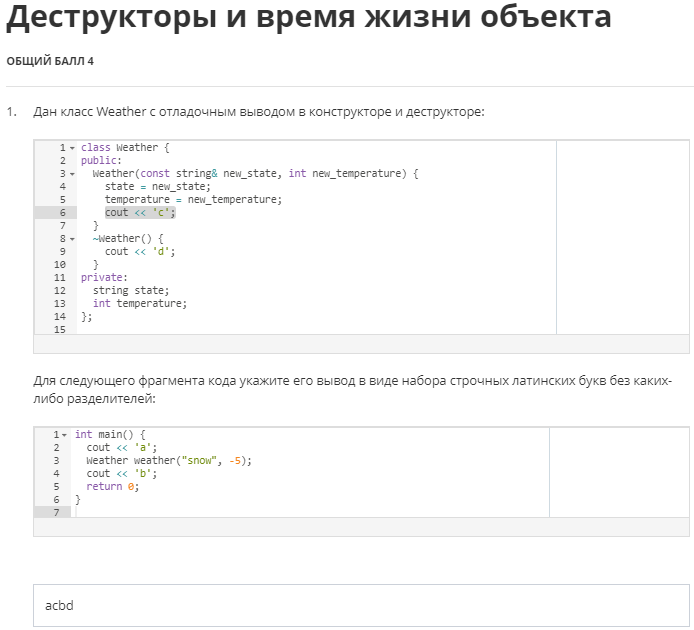 Деструкторы и время жизни объекта
ОБЩИЙ БАЛЛ 4
1. Дан класс Weather с отладочным выводом в конструкторе и деструкторе:
1 class Weather {
2 public:
3 Weather(const string& new_state, int new_temperature) {
4 state = new_state;
5 temperature = new_temperature;
6 cout << 'c';
7 }
8 ~Weather() {
9 cout << 'd';
10 }
11 private:
12 string state;
13 int temperature;
14 };
15
Для следующего фрагмента кода укажите его вывод в виде набора строчных латинских букв без каких-
либо разделителей:
1 int main() {
2 cout << 'a';
3 Weather weather("snow", -5);
4 cout << 'b';
5 return 0;
6 }
7
acbd